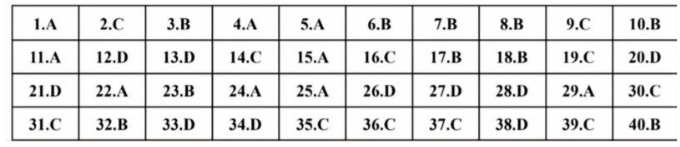 1.A 2.C 3.B 4.A 5.A 6.B 7.B 8.B 9.C 10.B
11.A 12.D 13.D 14.C 15.A 16.C 17.B 18.B 19.C 20.D
21.D 22.A 23.B 24.A 25.A 26.D 27.D 28.D 29.A 30.C
31.C 32.B 33.D 34.D 35.C 36.C 37.C 38.D 39.C 40.B